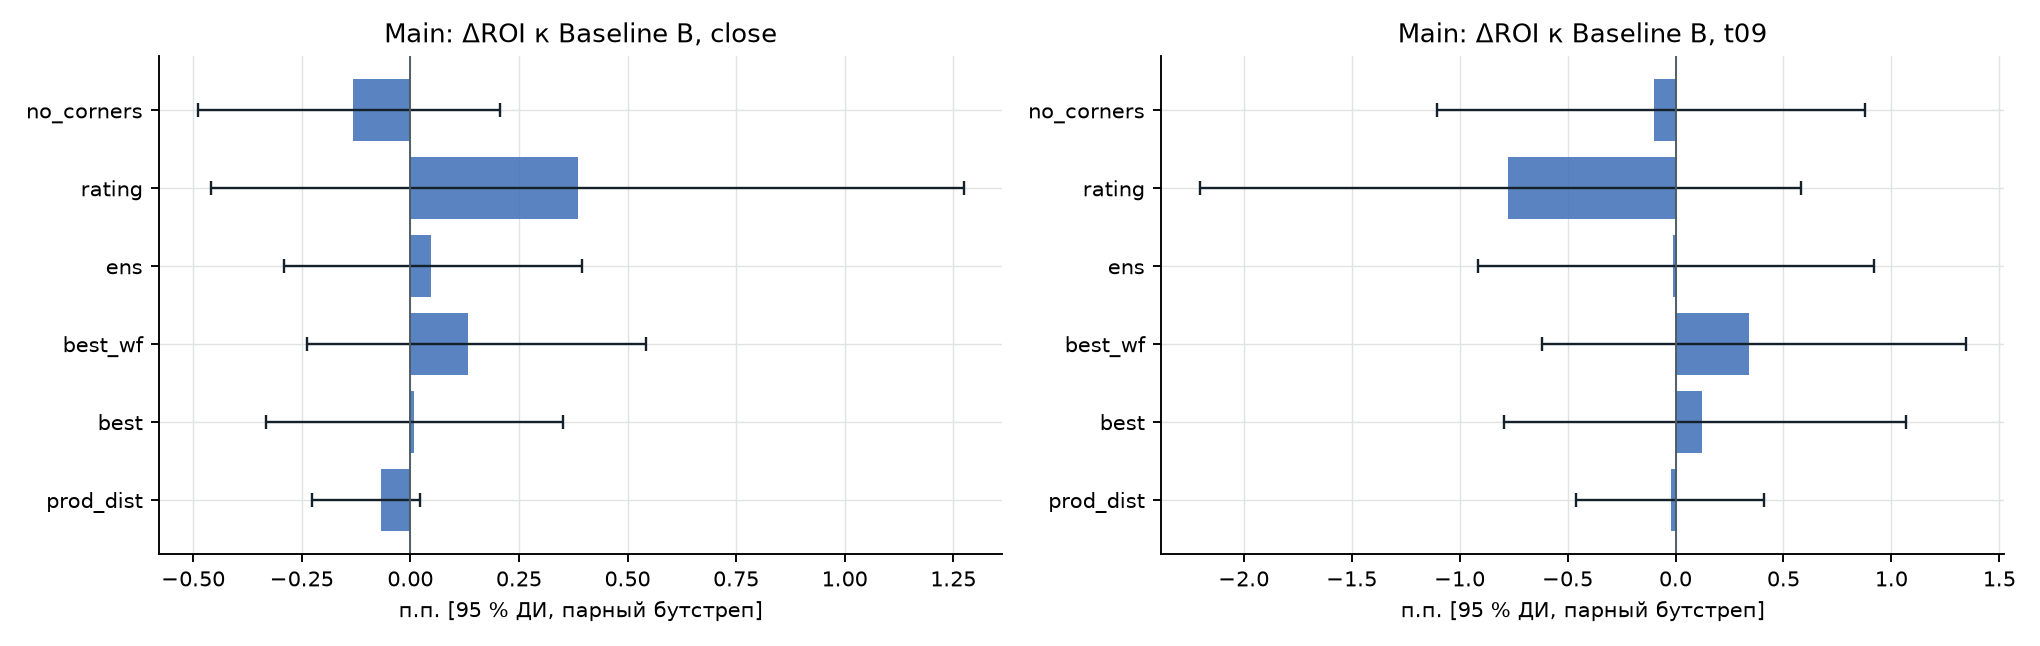 Main: ΔROI к Baseline B, close
no_corners
rating
ens
best_wf
best
prod_dist
−0.50 −0.25 0.00 0.25 0.50 0.75 1.00 1.25
п.п. [95 % ДИ, парный бутстреп]
Main: ΔROI к Baseline B, t09
no_corners
rating
ens
best_wf
best
prod_dist
−2.0 −1.5 −1.0 −0.5 0.0 0.5 1.0 1.5
п.п. [95 % ДИ, парный бутстреп]